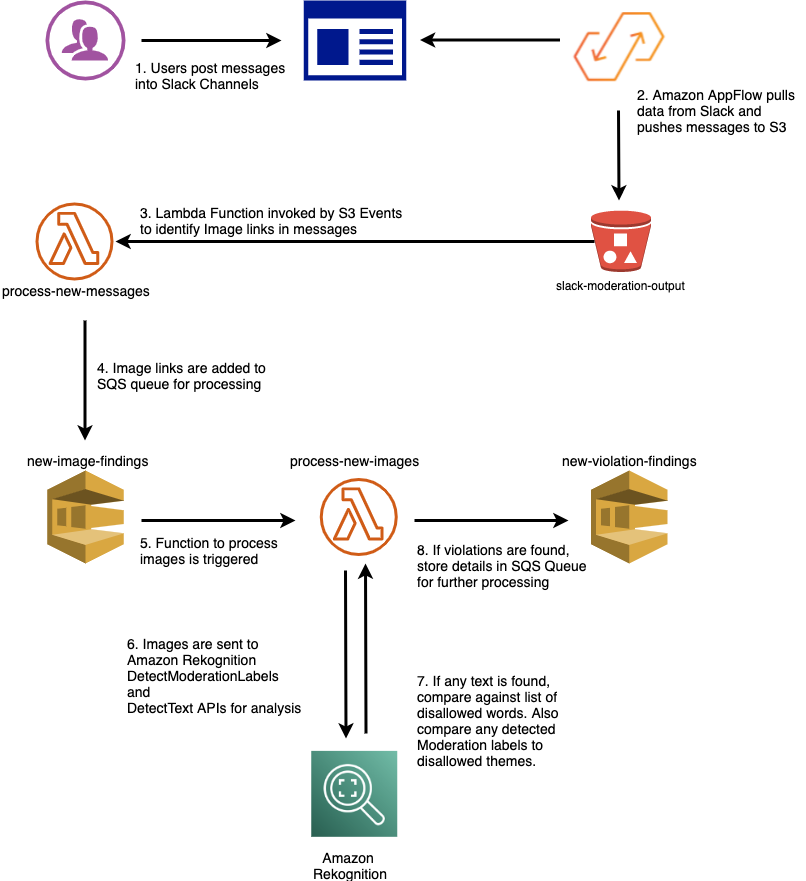 1. Users post messages
into Slack Channels
2. Amazon AppFlow pulls
data from Slack and
pushes messages to S3
3. Lambda Function invoked by S3 Events
to identify Image links in messages
process-new-messages
slack-moderation-output
4. Image links are added to
SQS queue for processing
new-image-findings
process-new-images
new-violation-findings
5. Function to process
images is triggered
8. If violations are found,
store details in SQS Queue
for further processing
6. Images are sent to
Amazon Rekognition
DetectModerationLabels
and
DetectText APIs for analysis
7. If any text is found,
compare against list of
disallowed words. Also
compare any detected
Moderation labels to
disallowed themes.
Amazon
Rekognition